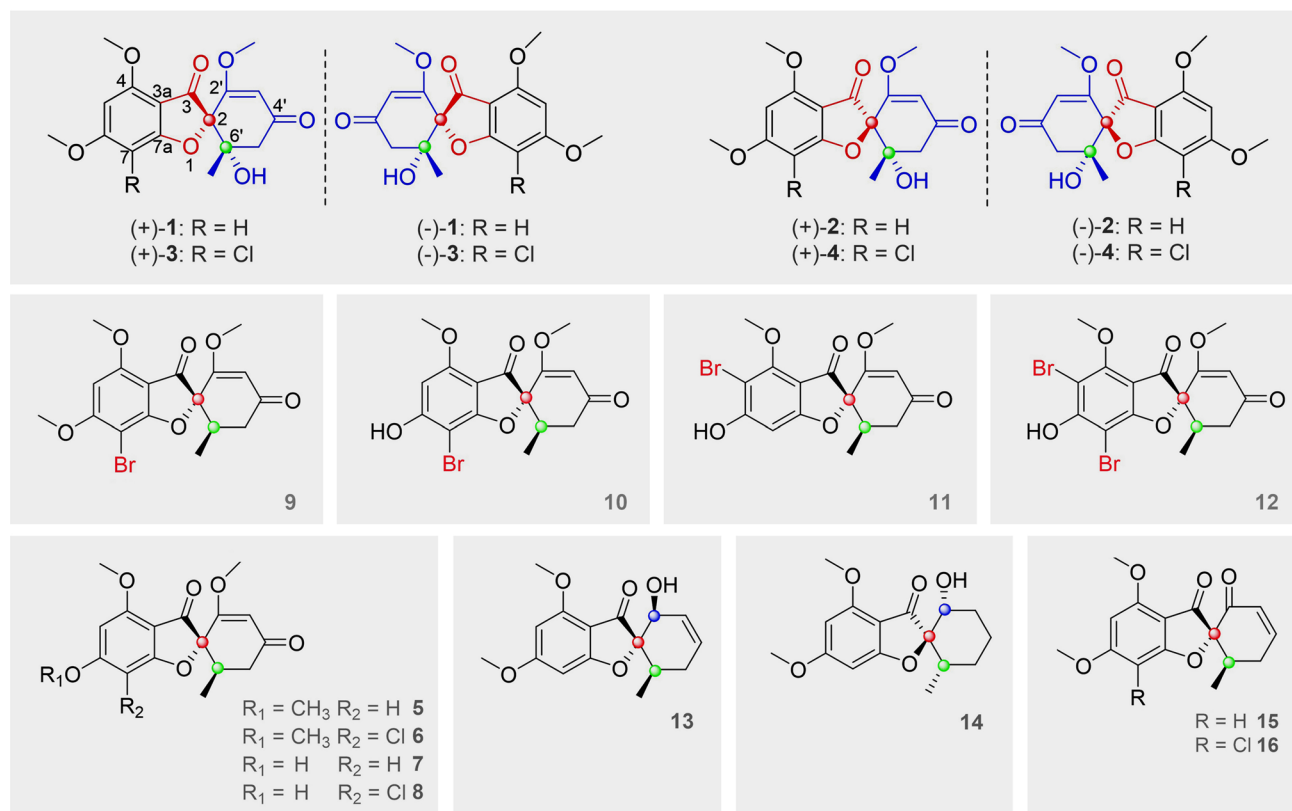 O O O 2' 4 3a 3 4' O 2 6' O 7 7a O 1 OH R
O O O O O O HO R
O O O O O O OH R
O O O O O O HO R
(+)-1: R = H
(+)-3: R = Cl
(-)-1: R = H
(-)-3: R = Cl
(+)-2: R = H
(+)-4: R = Cl
(-)-2: R = H
(-)-4: R = Cl
O O O O O O Br
9
O O O O HO O Br
10
O O O Br O HO O
11
O O O Br O HO O Br
12
O O O O R₁ O O R₂
R₁ = CH₃ R₂ = H 5
R₁ = CH₃ R₂ = Cl 6
R₁ = H R₂ = H 7
R₁ = H R₂ = Cl 8
OH O O O O
13
OH O O O O
14
O O O O O R
R = H 15
R = Cl 16